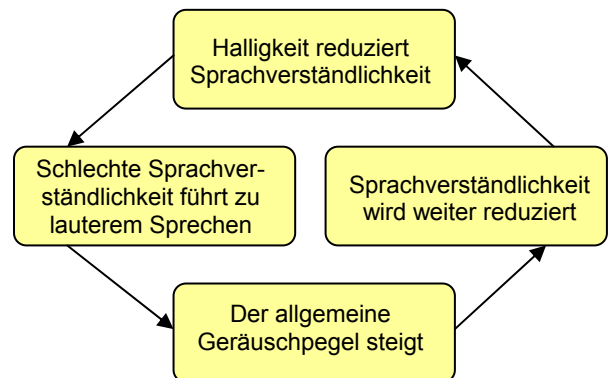 Halligkeit reduziert
Sprachverständlichkeit
Schlechte Sprachver-
ständlichkeit führt zu
lauterem Sprechen
Sprachverständlichkeit
wird weiter reduziert
Der allgemeine
Geräuschpegel steigt